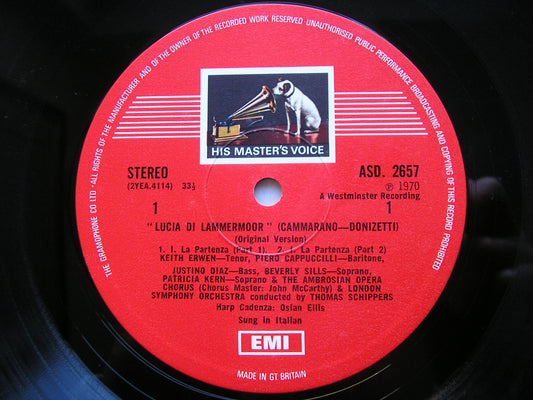 THE GRAMOPHONE CO LTD · ALL RIGHTS OF THE MANUFACTURER AND OF THE OWNER OF THE RECORDED WORK RESERVED UNAUTHORISED PUBLIC PERFORMANCE BROADCASTING AND COPYING OF THIS RECORD PROHIBITED
HIS MASTER'S VOICE
STEREO
(2YEA.4114) 33⅓
ASD. 2657
℗ 1970
A Westminster Recording
1
1
"LUCIA DI LAMMERMOOR" (CAMMARANO—DONIZETTI)
(Original Version)
1. I. La Partenza (Part 1). 2. I. La Partenza (Part 2)
KEITH ERWEN—Tenor, PIERO CAPPUCCILLI—Baritone,
JUSTINO DIAZ—Bass, BEVERLY SILLS—Soprano,
PATRICIA KERN—Soprano & THE AMBROSIAN OPERA
CHORUS (Chorus Master: John McCarthy) & LONDON
SYMPHONY ORCHESTRA conducted by THOMAS SCHIPPERS
Harp Cadenza: Osian Ellis
Sung in Italian
EMI
MADE IN GT BRITAIN